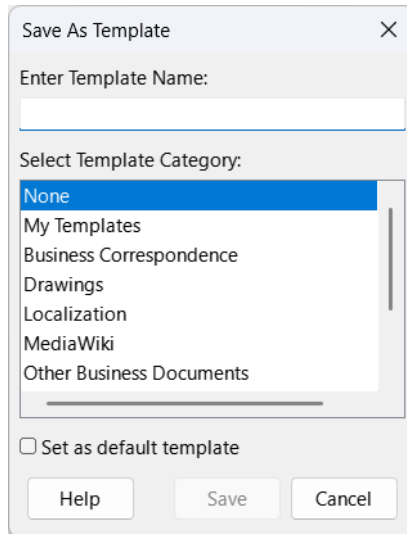 Save As Template
Enter Template Name:
Select Template Category:
None
My Templates
Business Correspondence
Drawings
Localization
MediaWiki
Other Business Documents
Set as default template
Help Save Cancel